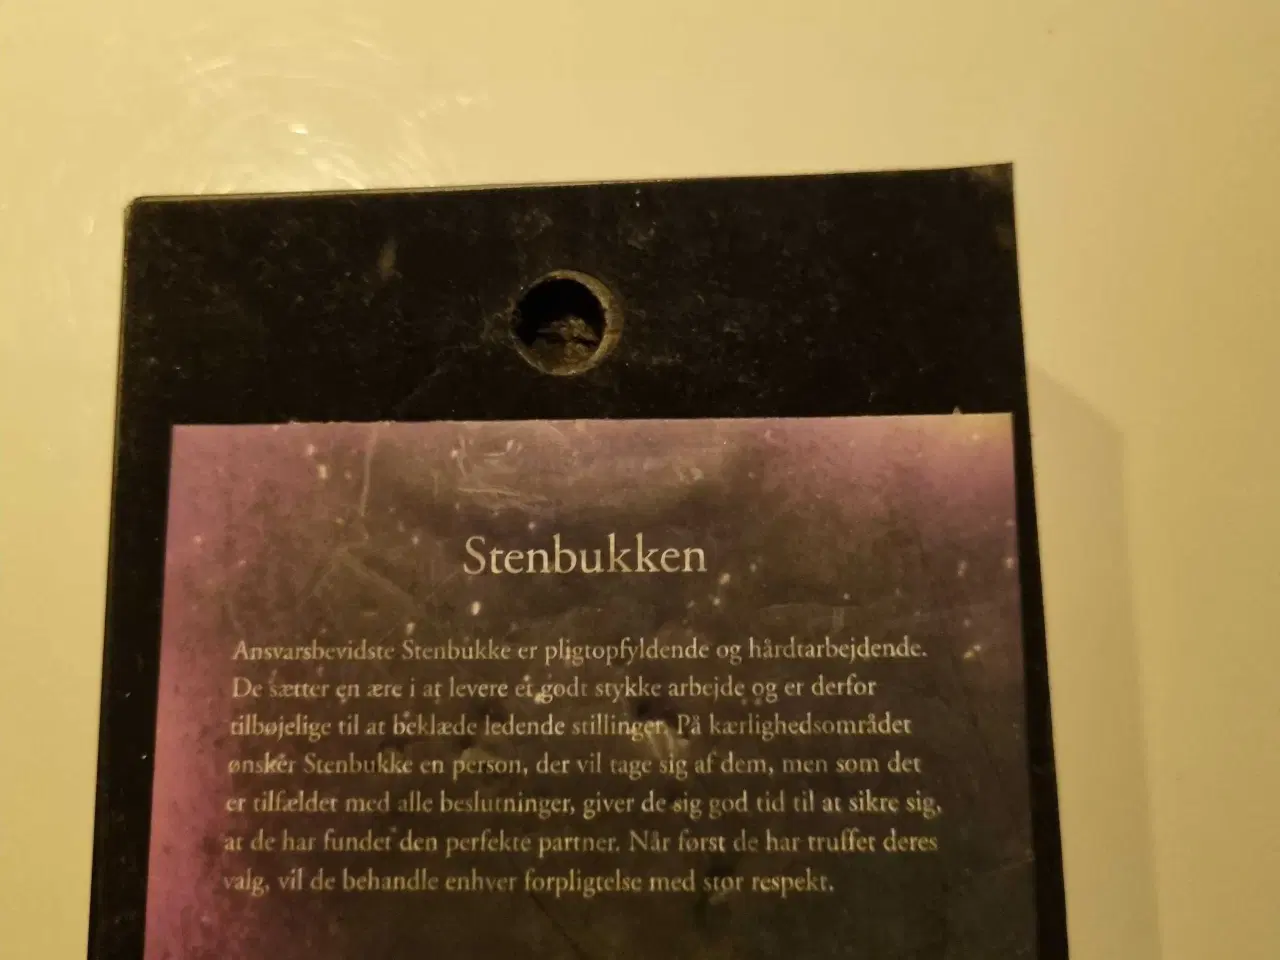 Stenbukken
Ansvarsbevidste Stenbukke er pligtopfyldende og hårdtarbejdende.
De sætter en ære i at levere et godt stykke arbejde og er derfor
tilbøjelige til at beklæde ledende stillinger. På kærlighedsområdet
ønsker Stenbukke en person, der vil tage sig af dem, men som det
er tilfældet med alle beslutninger, giver de sig god tid til at sikre sig,
at de har fundet den perfekte partner. Når først de har truffet deres
valg, vil de behandle enhver forpligtelse med stor respekt.